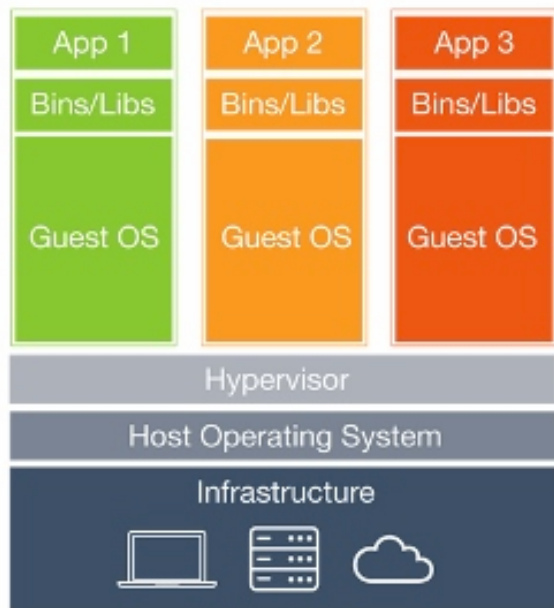 App 1
App 2
App 3
Bins/Libs
Bins/Libs
Bins/Libs
Guest OS
Guest OS
Guest OS
Hypervisor
Host Operating System
Infrastructure